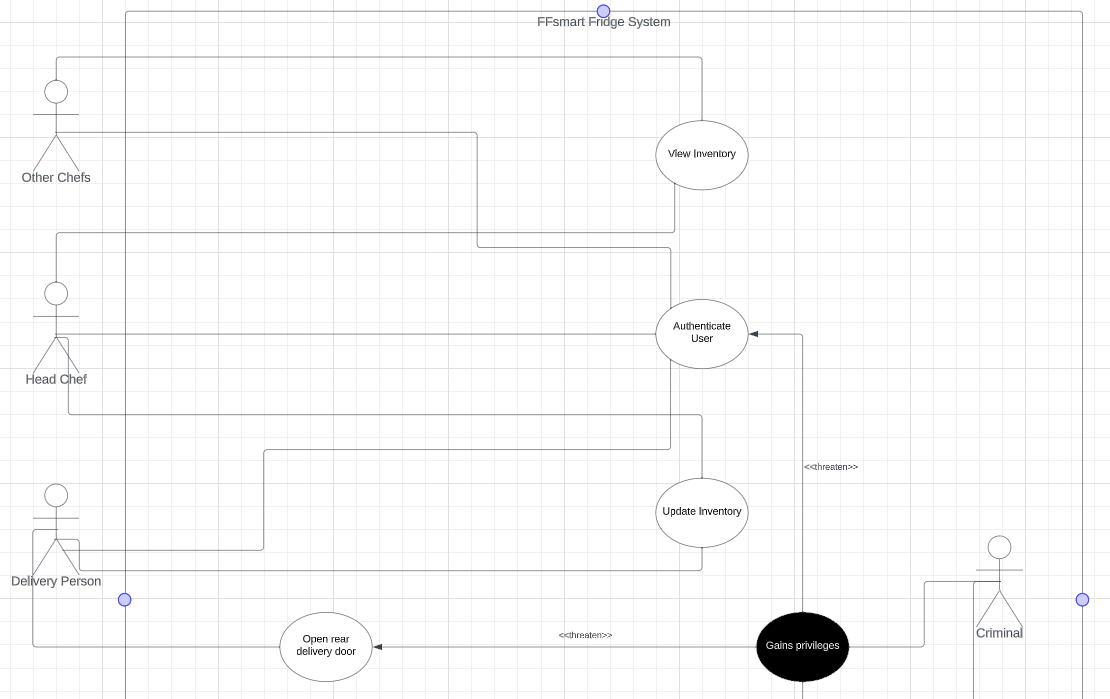 FFsmart Fridge System
Other Chefs
View Inventory
Head Chef
Authenticate
User
<<threaten>>
Update Inventory
Delivery Person
Criminal
Open rear
delivery door
<<threaten>>
Gains privileges